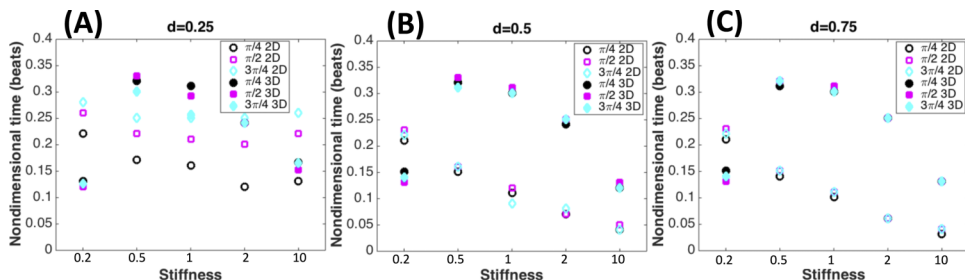 (A)
d=0.25
Nondimensional time (beats)
0.4
0.35
0.3
0.25
0.2
0.15
0.1
0.05
0
π/4 2D
π/2 2D
3π/4 2D
π/4 3D
π/2 3D
3π/4 3D
0.2 0.5 1 2 10
Stiffness
(B)
d=0.5
Nondimensional time (beats)
0.4
0.35
0.3
0.25
0.2
0.15
0.1
0.05
0
π/4 2D
π/2 2D
3π/4 2D
π/4 3D
π/2 3D
3π/4 3D
0.2 0.5 1 2 10
Stiffness
(C)
d=0.75
Nondimensional time (beats)
0.4
0.35
0.3
0.25
0.2
0.15
0.1
0.05
0
π/4 2D
π/2 2D
3π/4 2D
π/4 3D
π/2 3D
3π/4 3D
0.2 0.5 1 2 10
Stiffness